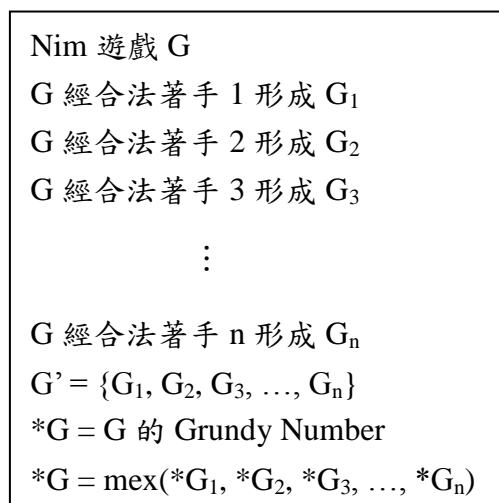 Nim 遊戲 G
G 經合法著手 1 形成 G₁
G 經合法著手 2 形成 G₂
G 經合法著手 3 形成 G₃
⋮
G 經合法著手 n 形成 Gₙ
G’ = {G₁, G₂, G₃, …, Gₙ}
*G = G 的 Grundy Number
*G = mex(*G₁, *G₂, *G₃, …, *Gₙ)